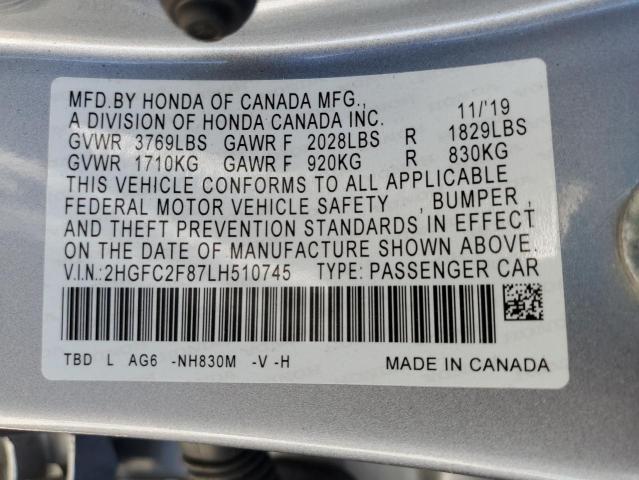 MFD.BY HONDA OF CANADA MFG., 11/'19
A DIVISION OF HONDA CANADA INC.
GVWR 3769LBS GAWR F 2028LBS R 1829LBS
GVWR 1710KG GAWR F 920KG R 830KG
THIS VEHICLE CONFORMS TO ALL APPLICABLE
FEDERAL MOTOR VEHICLE SAFETY , BUMPER ,
AND THEFT PREVENTION STANDARDS IN EFFECT
ON THE DATE OF MANUFACTURE SHOWN ABOVE.
V.I.N.:2HGFC2F87LH510745 TYPE: PASSENGER CAR
TBD L AG6 -NH830M -V -H MADE IN CANADA